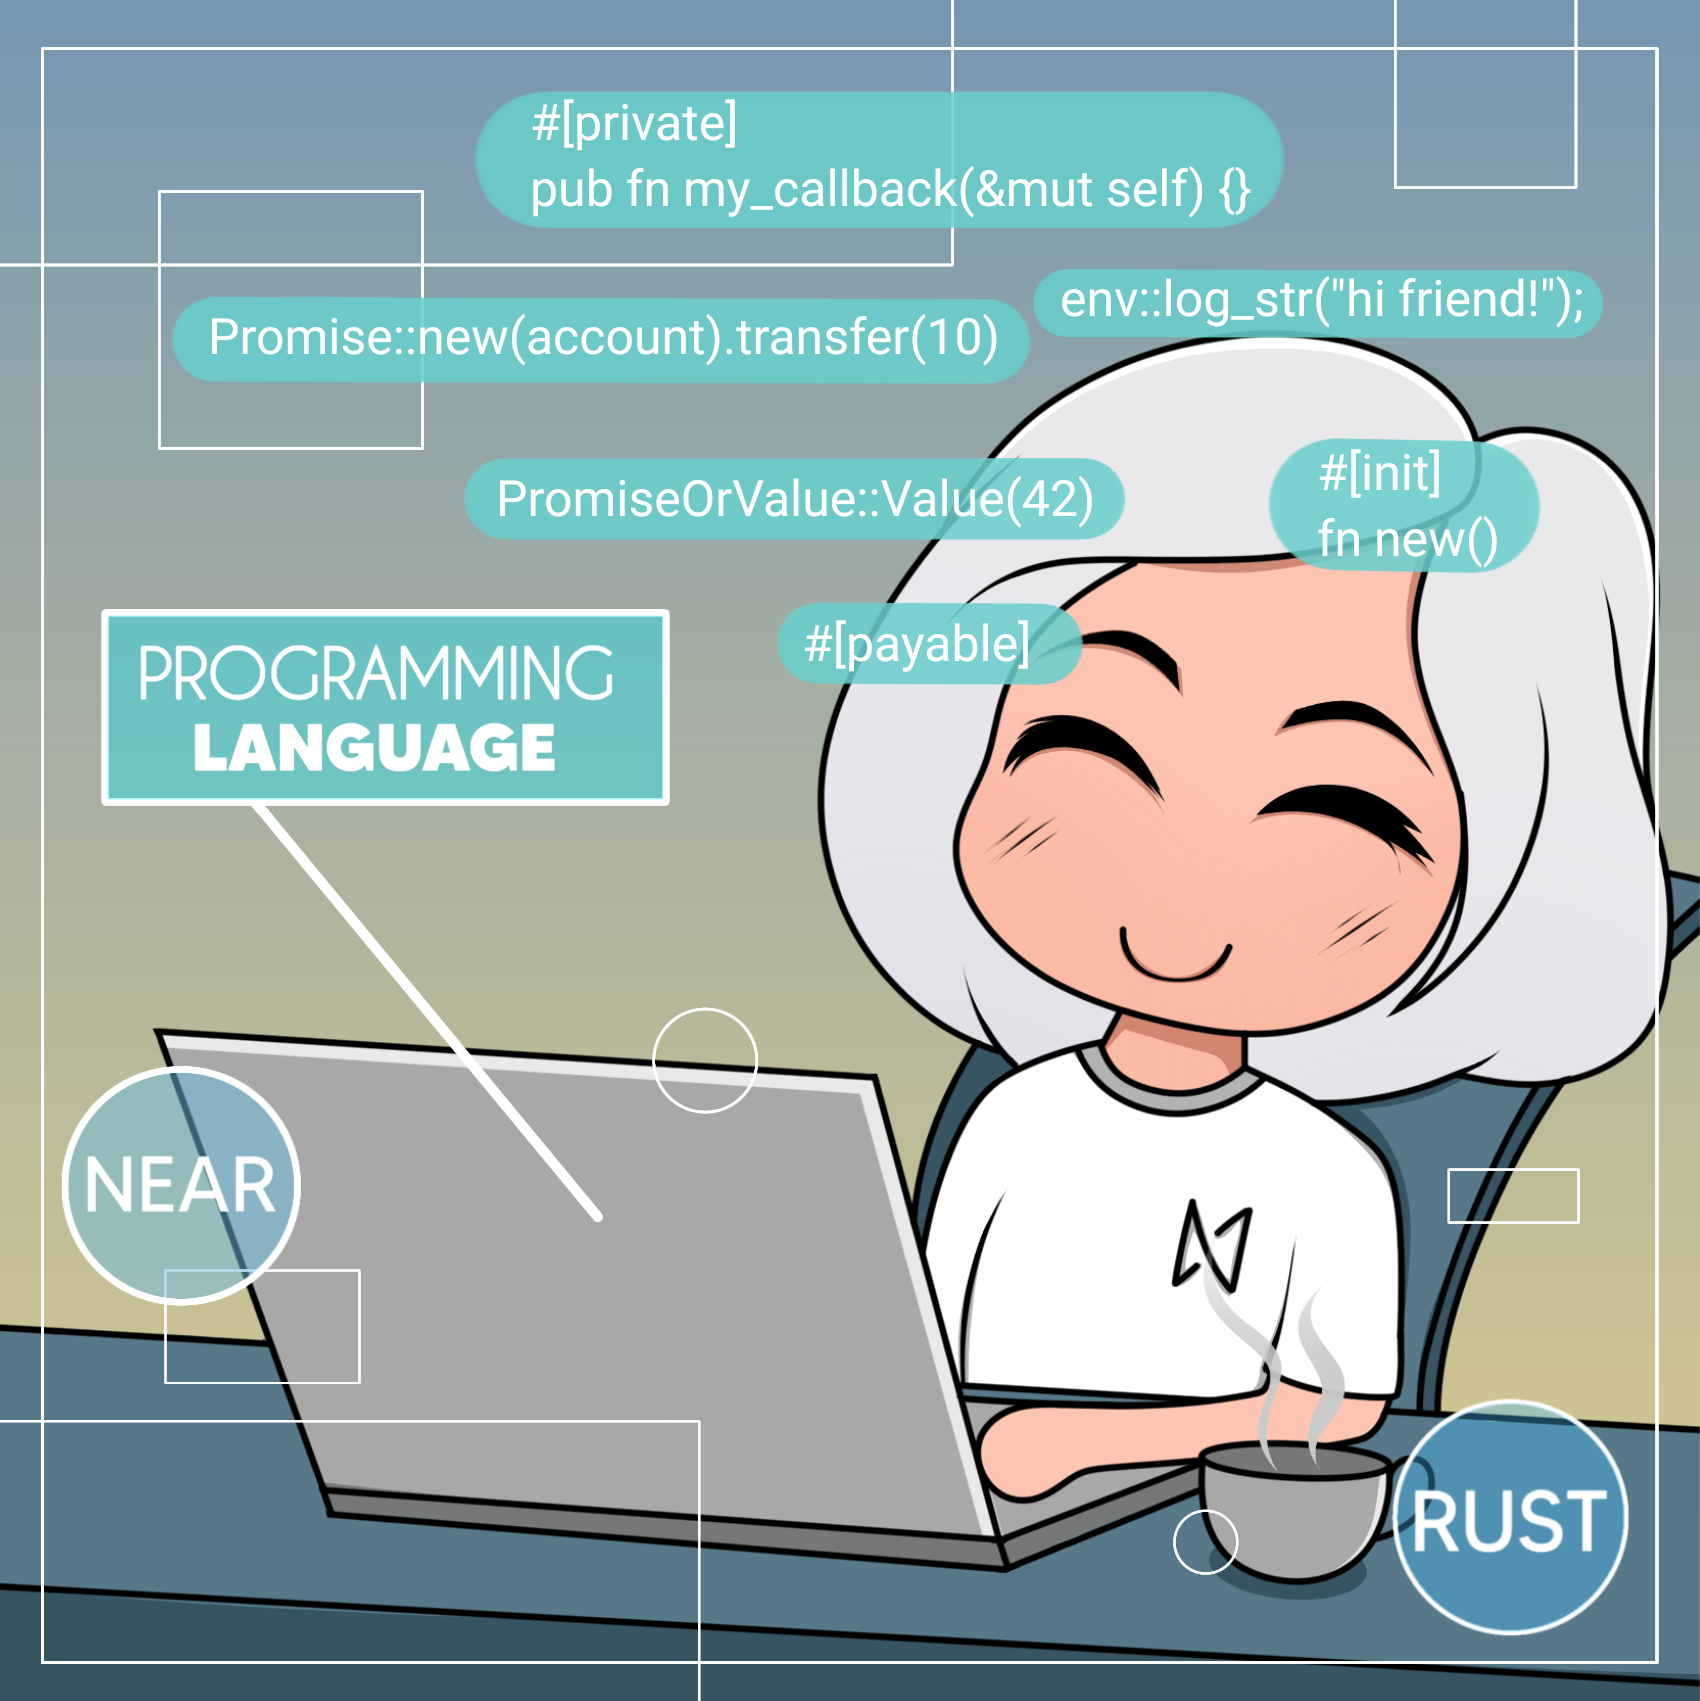 #[private]
pub fn my_callback(&mut self) {}
env::log_str("hi friend!");
Promise::new(account).transfer(10)
#[init]
fn new()
PromiseOrValue::Value(42)
#[payable]
PROGRAMMING
LANGUAGE
NEAR
RUST